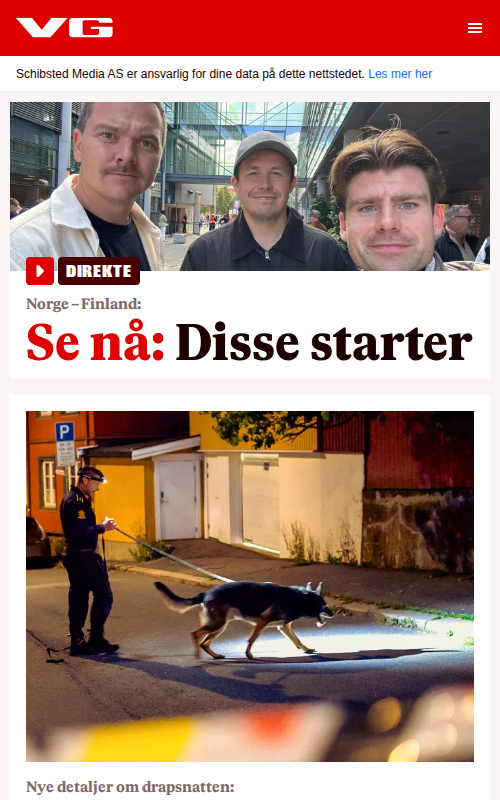 VG
Schibsted Media AS er ansvarlig for dine data på dette nettstedet. Les mer her
DIREKTE
Norge – Finland:
Se nå: Disse starter
P
Nye detaljer om drapsnatten: